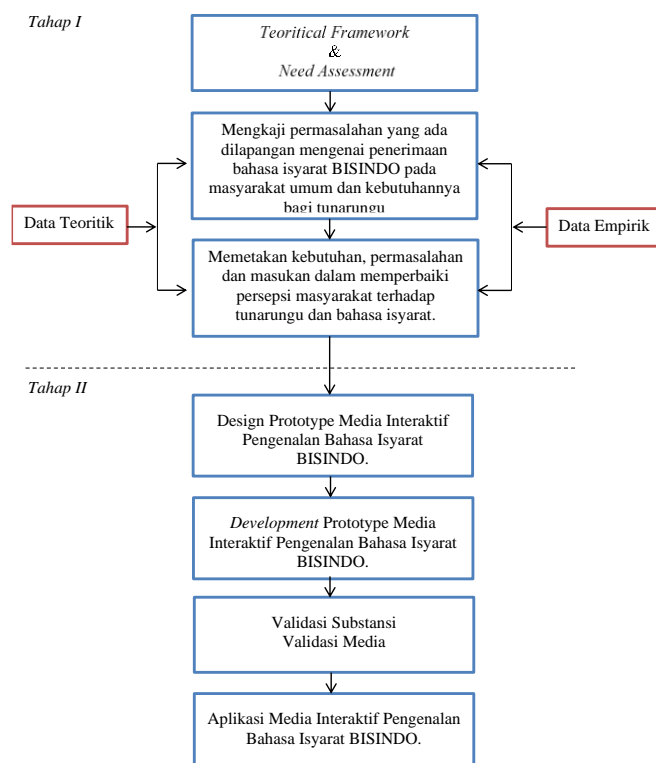 Tahap I
Teoritical Framework
&
Need Assessment
Mengkaji permasalahan yang ada
dilapangan mengenai penerimaan
bahasa isyarat BISINDO pada
masyarakat umum dan kebutuhannya
bagi tunarungu
Data Teoritik
Data Empirik
Memetakan kebutuhan, permasalahan
dan masukan dalam memperbaiki
persepsi masyarakat terhadap
tunarungu dan bahasa isyarat.
Tahap II
Design Prototype Media Interaktif
Pengenalan Bahasa Isyarat
BISINDO.
Development Prototype Media
Interaktif Pengenalan Bahasa Isyarat
BISINDO.
Validasi Substansi
Validasi Media
Aplikasi Media Interaktif Pengenalan
Bahasa Isyarat BISINDO.